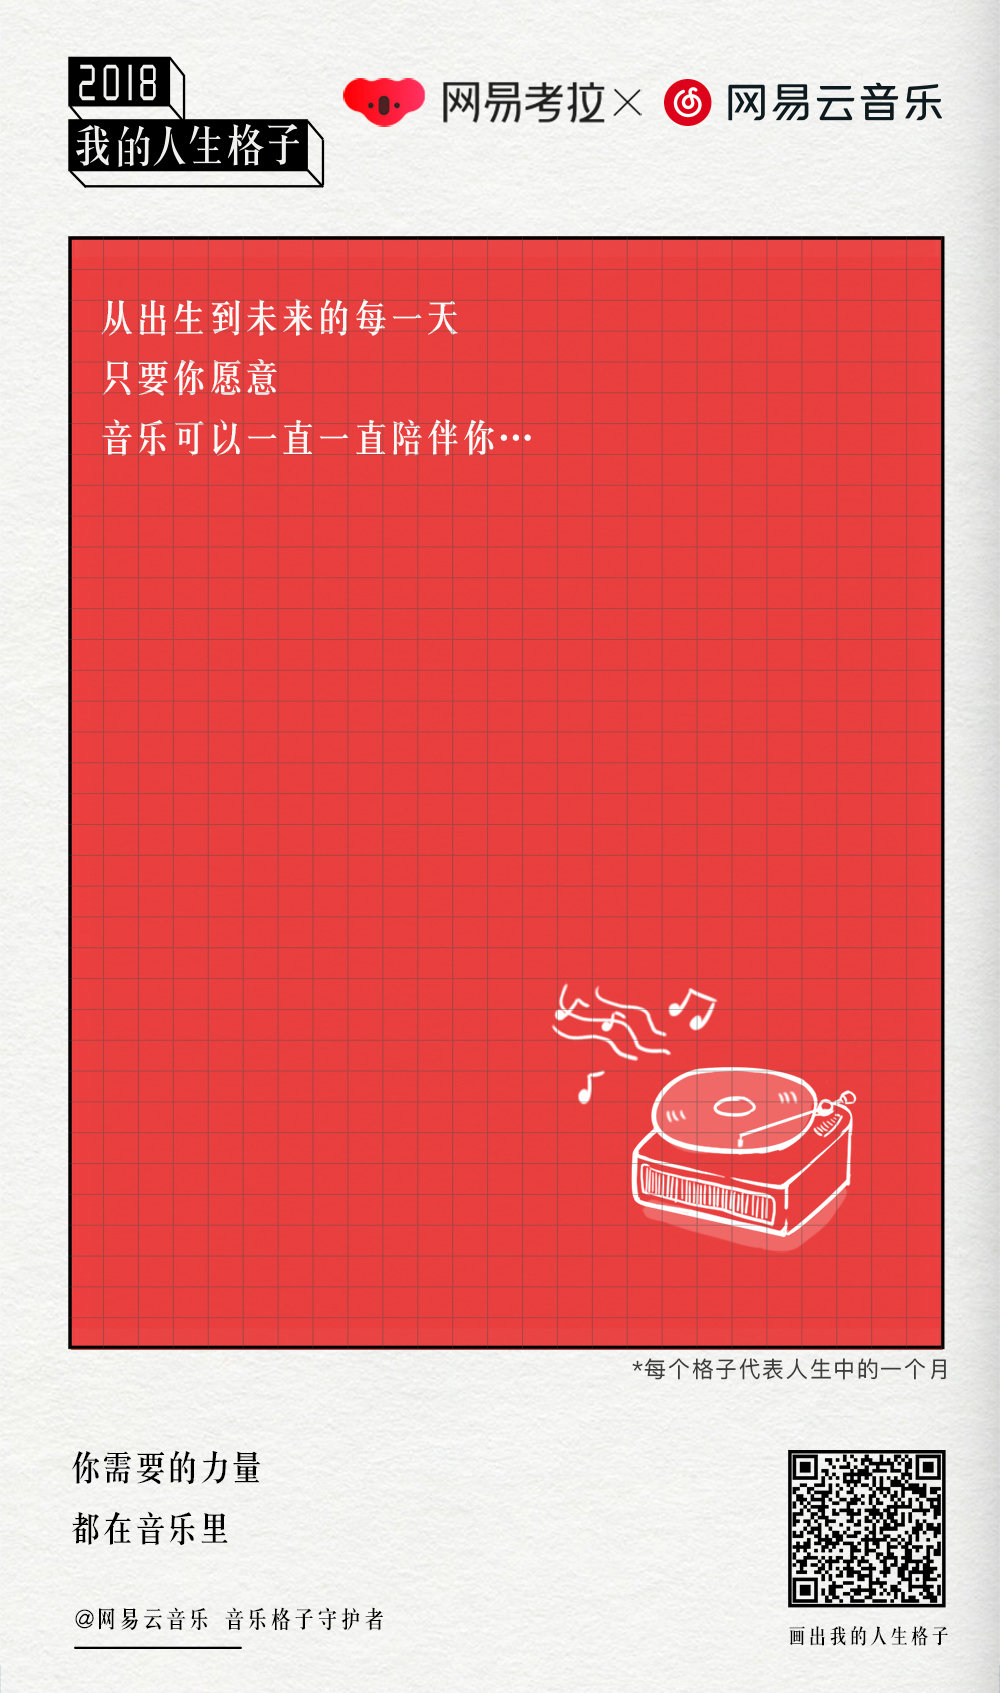 2018
我的人生格子
网易考拉×网易云音乐
从出生到未来的每一天
只要你愿意
音乐可以一直一直陪伴你…
*每个格子代表人生中的一个月
你需要的力量
都在音乐里
@网易云音乐 音乐格子守护者
画出我的人生格子